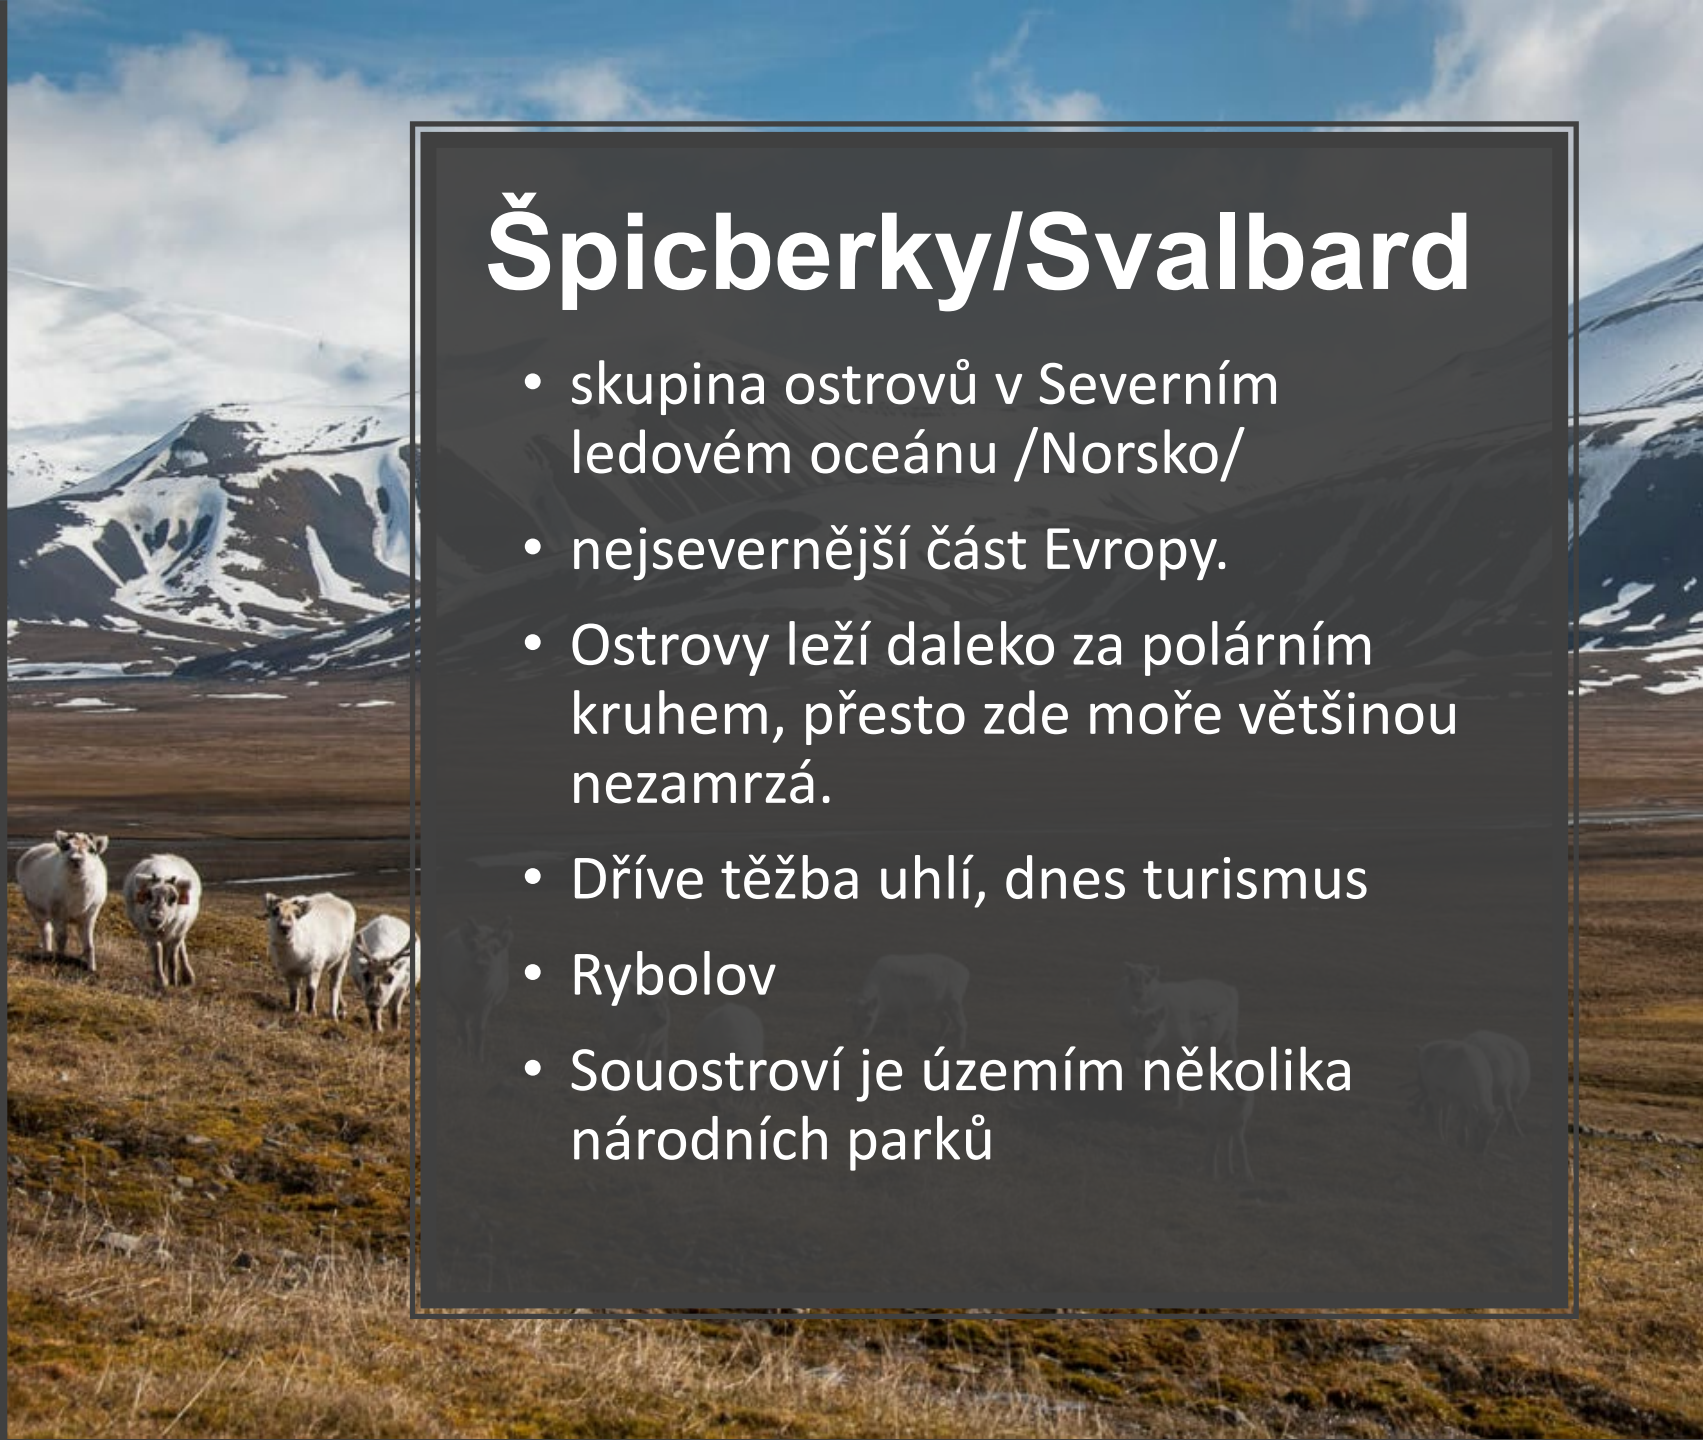 Špicberky/Svalbard
• skupina ostrovů v Severním
ledovém oceánu /Norsko/
• nejsevernější část Evropy.
• Ostrovy leží daleko za polárním
kruhem, přesto zde moře většinou
nezamrzá.
• Dříve těžba uhlí, dnes turismus
• Rybolov
• Souostroví je územím několika
národních parků